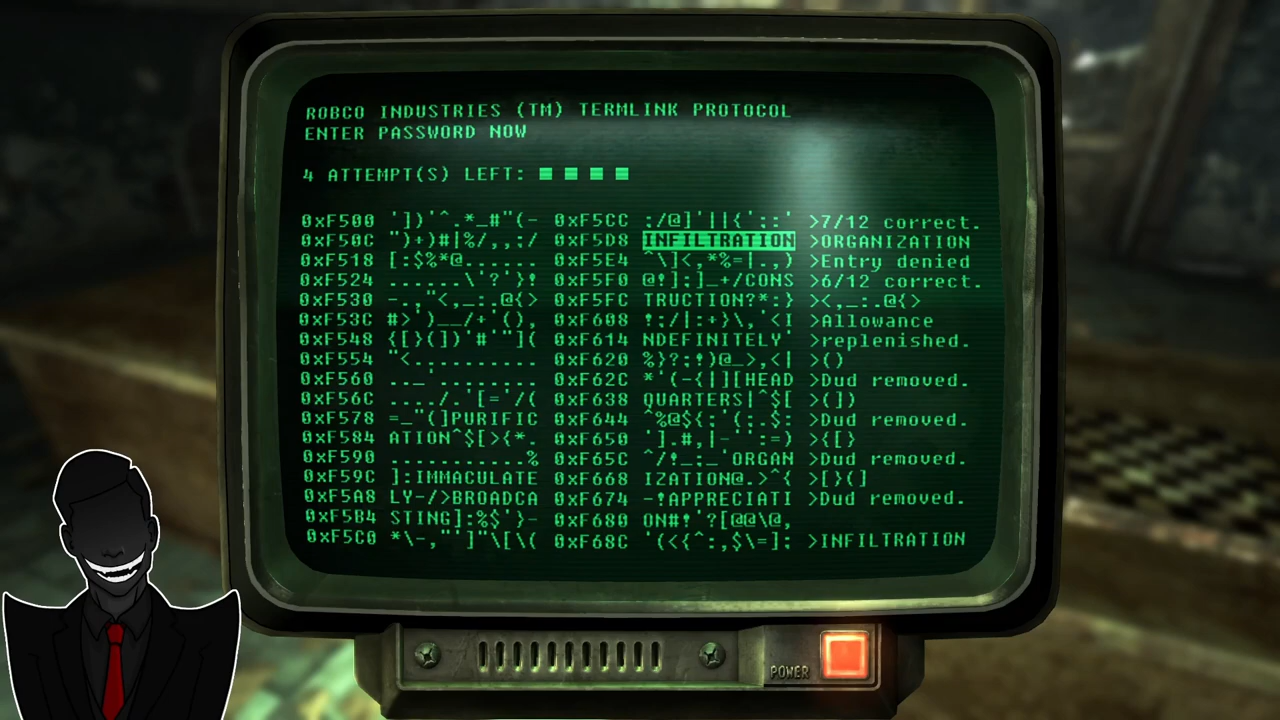 ROBCO INDUSTRIES (TM) TERMLINK PROTOCOL
ENTER PASSWORD NOW
4 ATTEMPT(S) LEFT: ■ ■ ■ ■
0xF500 '])'^.*_#"(- 0xF5CC ;/@]'||{';:' >7/12 correct.
0xF50C ")+)#|%/,,:/ 0xF5D8 INFILTRATION >ORGANIZATION
0xF518 [:$%*@...... 0xF5E4 ^\]<,*%=|.,) >Entry denied
0xF524 ......\'?'}! 0xF5F0 @!];]_+/CONS >6/12 correct.
0xF530 -.,"<,_:.@{> 0xF5FC TRUCTION?*:} ><,_:.@{>
0xF53C #>')__/+'(), 0xF608 !;/|:+}\,'<I >Allowance
0xF548 {[}(])'#'"]( 0xF614 NDEFINITELY' >replenished.
0xF554 "<.......... 0xF620 %}?;!)@_>,<| >()
0xF560 .._......... 0xF62C *'(-{|][HEAD >Dud removed.
0xF56C ..../.'[='/( 0xF638 QUARTERS|^$[ >(])
0xF578 =_"(]PURIFIC 0xF644 ^%@${:'(;.$: >Dud removed.
0xF584 ATION^$[>{*. 0xF650 '].#,|-'':=) >{[}
0xF590 ...........% 0xF65C ^/!_;_'ORGAN >Dud removed.
0xF59C ]:IMMACULATE 0xF668 IZATION@.>^{ >[}(]
0xF5A8 LY-/>BROADCA 0xF674 -!APPRECIATI >Dud removed.
0xF5B4 STING]:%$'}- 0xF680 ON#!'?[@@\@,
0xF5C0 *\-,"']"\[\( 0xF68C '(<{^:,$\=]; >INFILTRATION
POWER